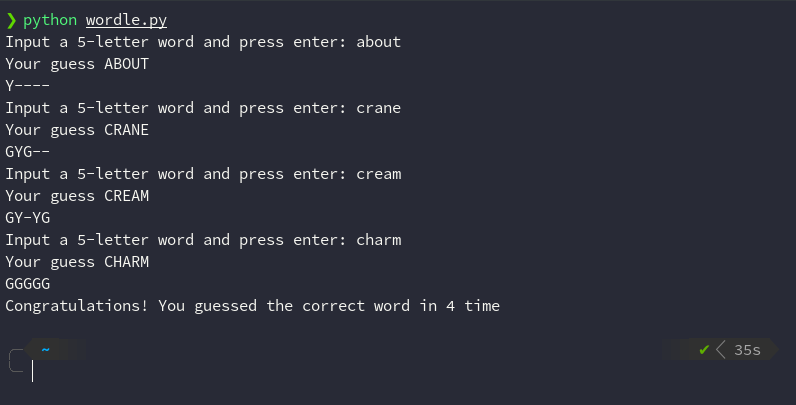 ❯ python wordle.py
Input a 5-letter word and press enter: about
Your guess ABOUT
Y----
Input a 5-letter word and press enter: crane
Your guess CRANE
GYG--
Input a 5-letter word and press enter: cream
Your guess CREAM
GY-YG
Input a 5-letter word and press enter: charm
Your guess CHARM
GGGGG
Congratulations! You guessed the correct word in 4 time
~ ✔ 35s